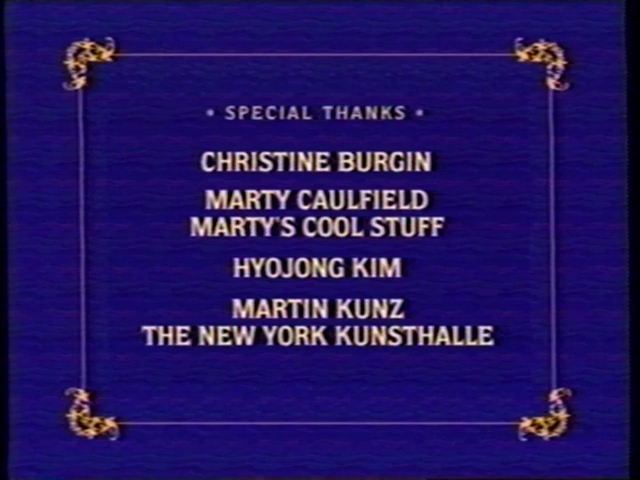 • SPECIAL THANKS •
CHRISTINE BURGIN
MARTY CAULFIELD
MARTY'S COOL STUFF
HYOJONG KIM
MARTIN KUNZ
THE NEW YORK KUNSTHALLE